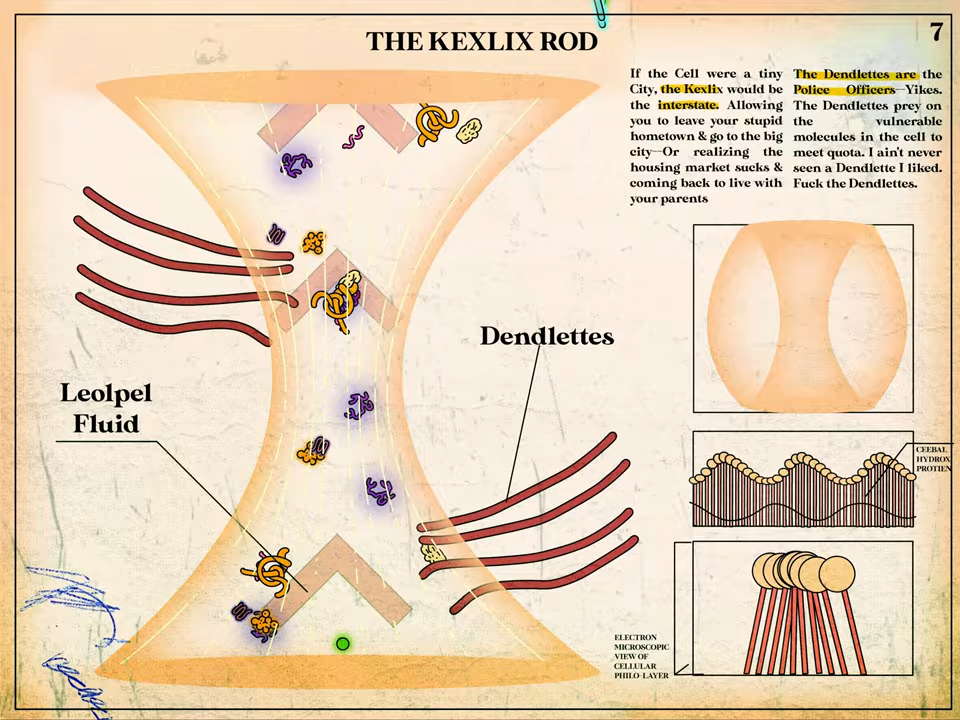 THE KEXLIX ROD
7
If the Cell were a tiny
City, the Kexlix would be
the interstate. Allowing
you to leave your stupid
hometown & go to the big
city—Or realizing the
housing market sucks &
coming back to live with
your parents
The Dendlettes are the
Police Officers—Yikes.
The Dendlettes prey on
the vulnerable
molecules in the cell to
meet quota. I ain't never
seen a Dendlette I liked.
Fuck the Dendlettes.
Dendlettes
Leolpel
Fluid
CEEBAL
HYDROX
PROTIEN
ELECTRON
MICROSCOPIC
VIEW OF
CELLULAR
PHILO-LAYER